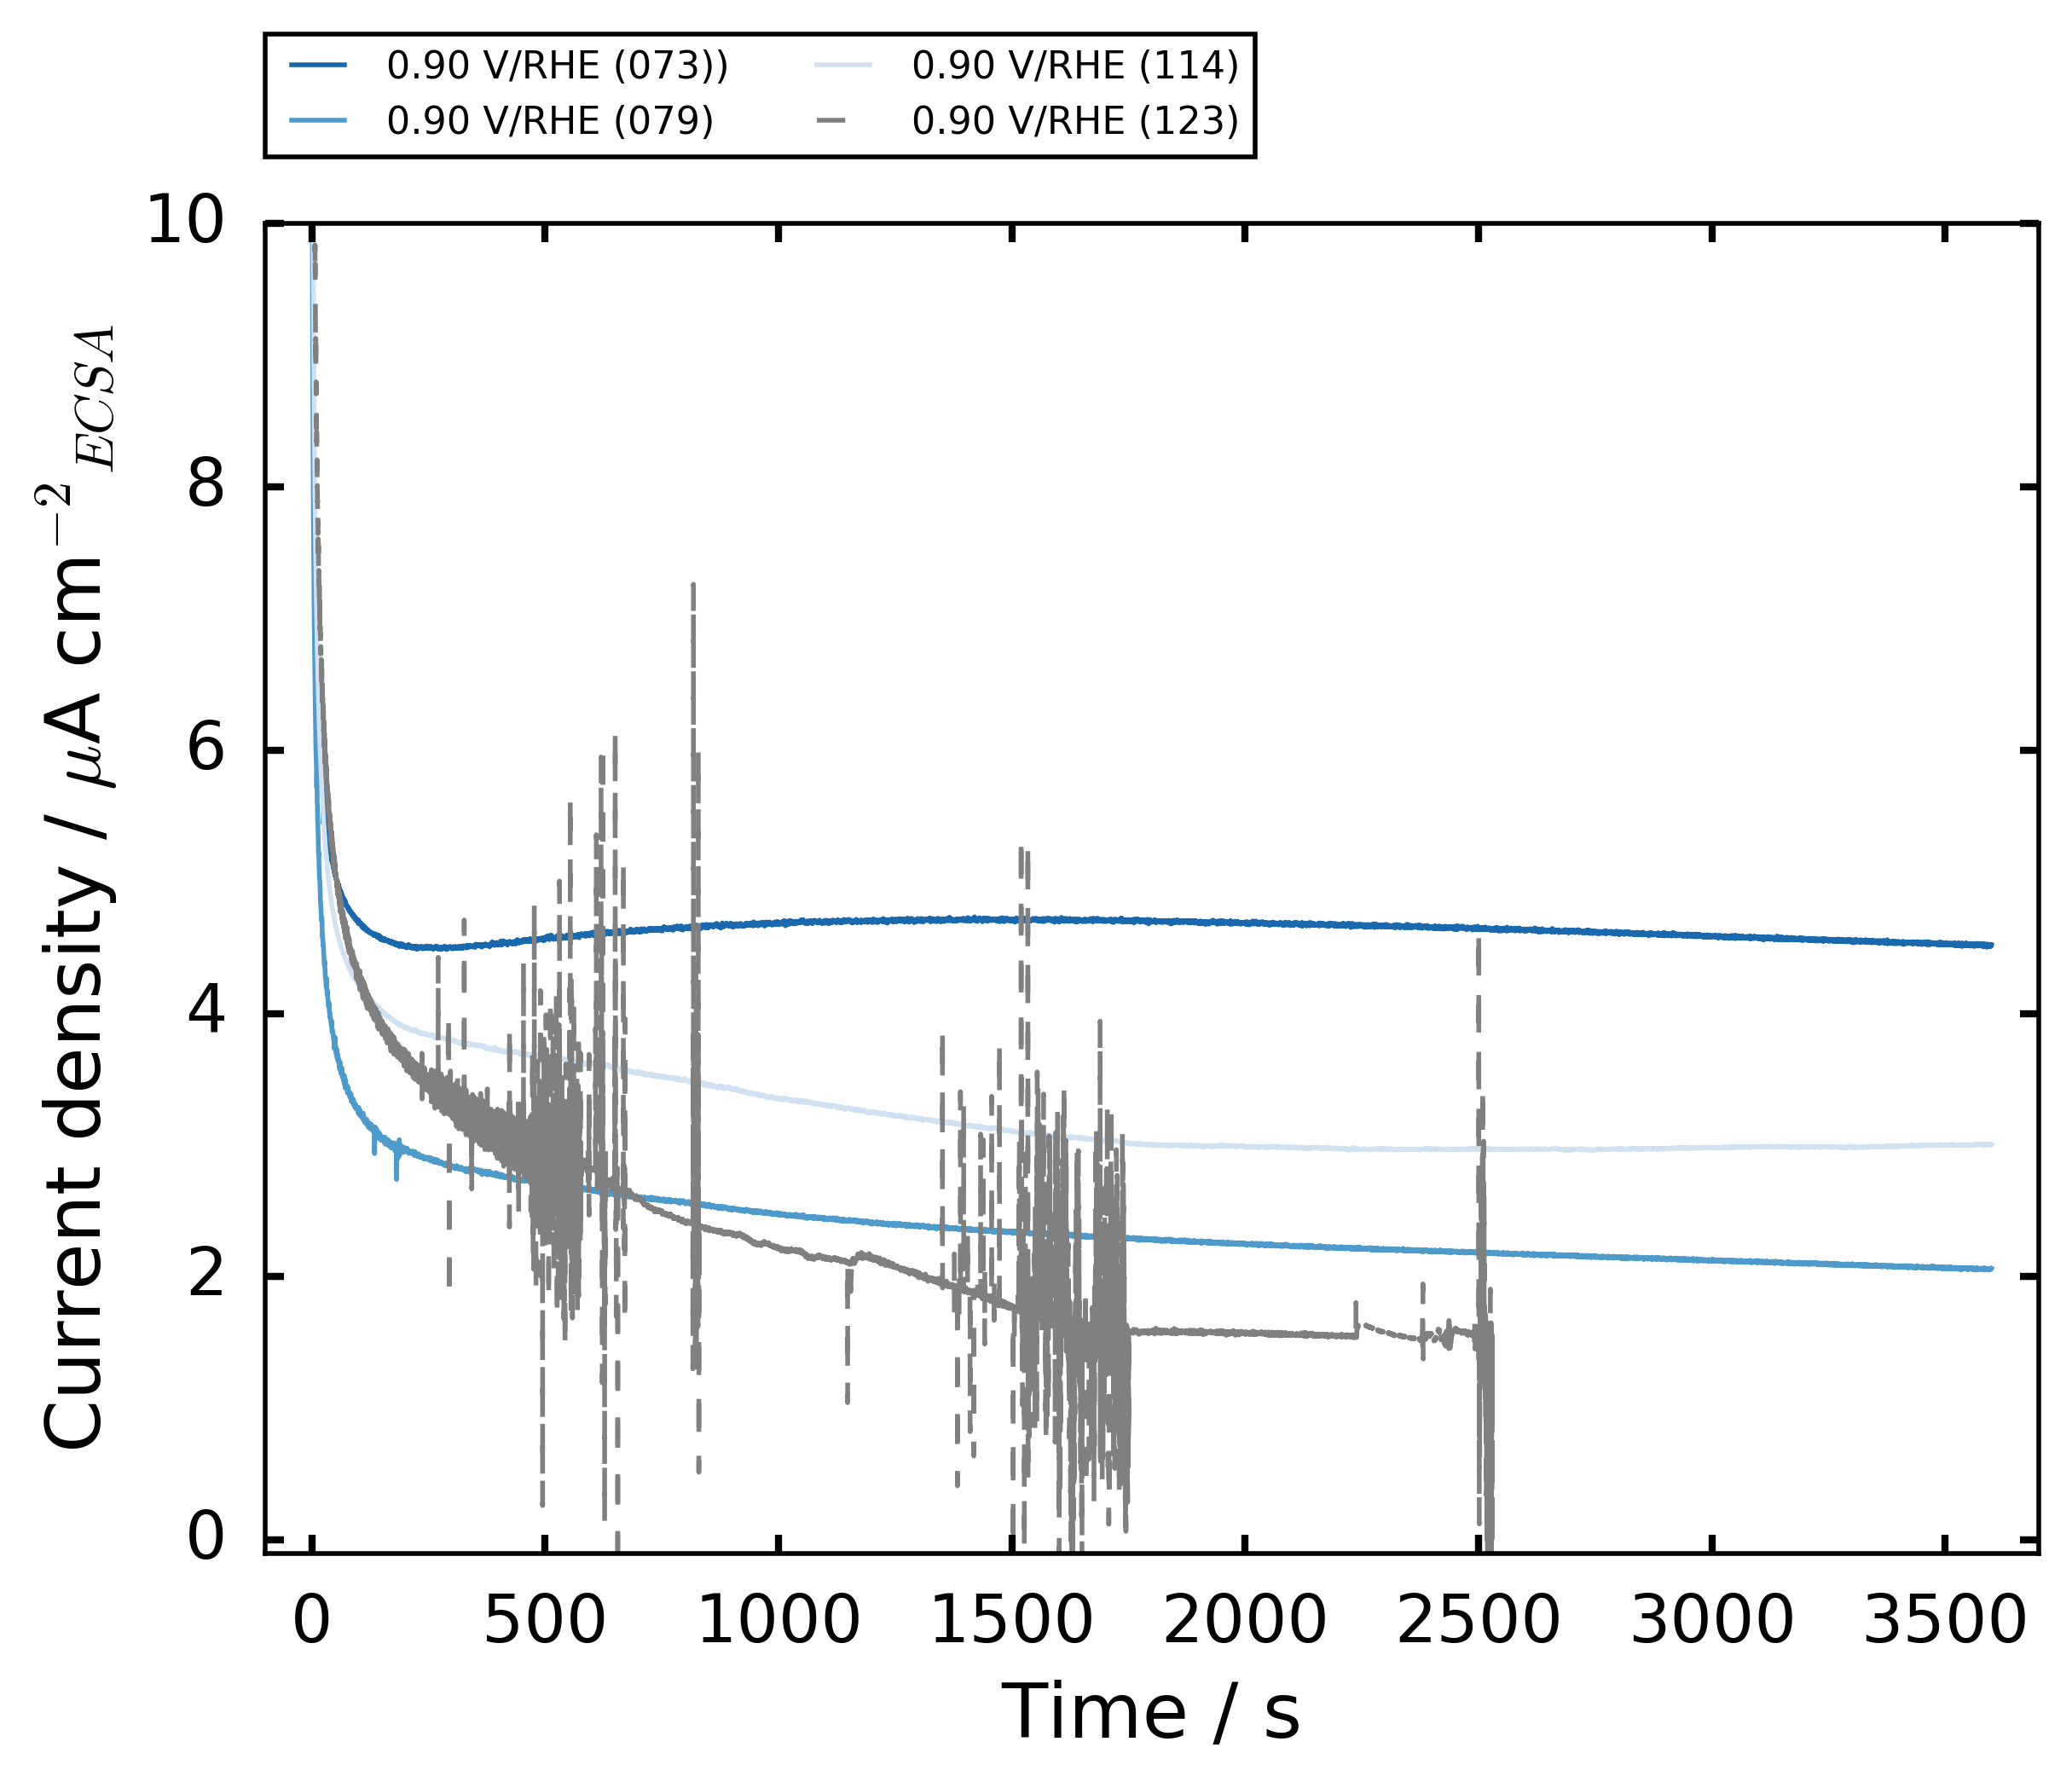 0.90 V/RHE (073))
0.90 V/RHE (079)
0.90 V/RHE (114)
0.90 V/RHE (123)
Current density / μA cm⁻²ECSA
10
8
6
4
2
0
0 500 1000 1500 2000 2500 3000 3500
Time / s